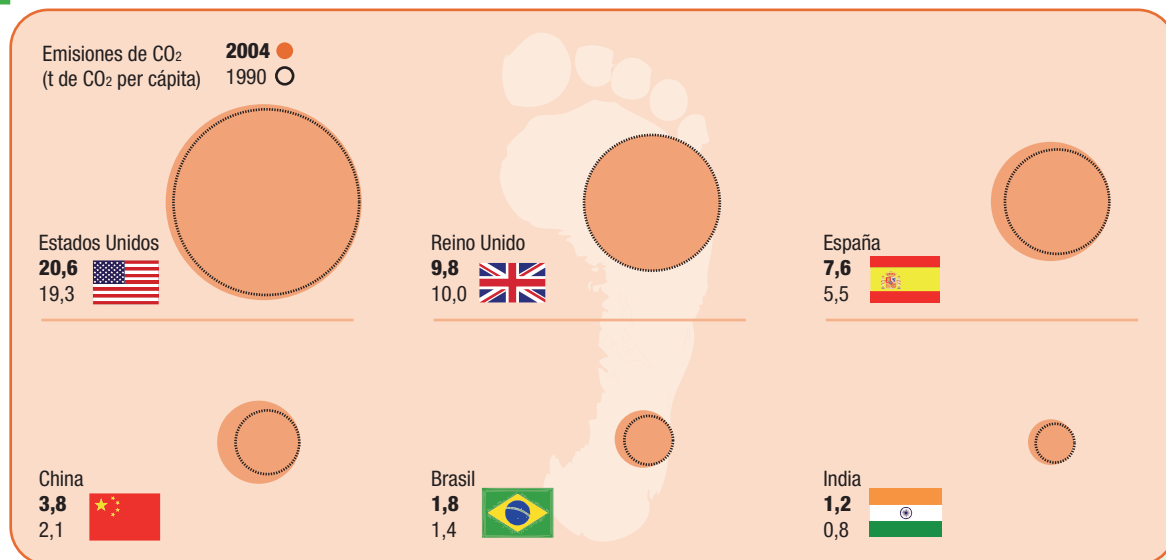 Emisiones de CO₂
(t de CO₂ per cápita)
2004
1990
Estados Unidos
20,6
19,3
Reino Unido
9,8
10,0
España
7,6
5,5
China
3,8
2,1
Brasil
1,8
1,4
India
1,2
0,8